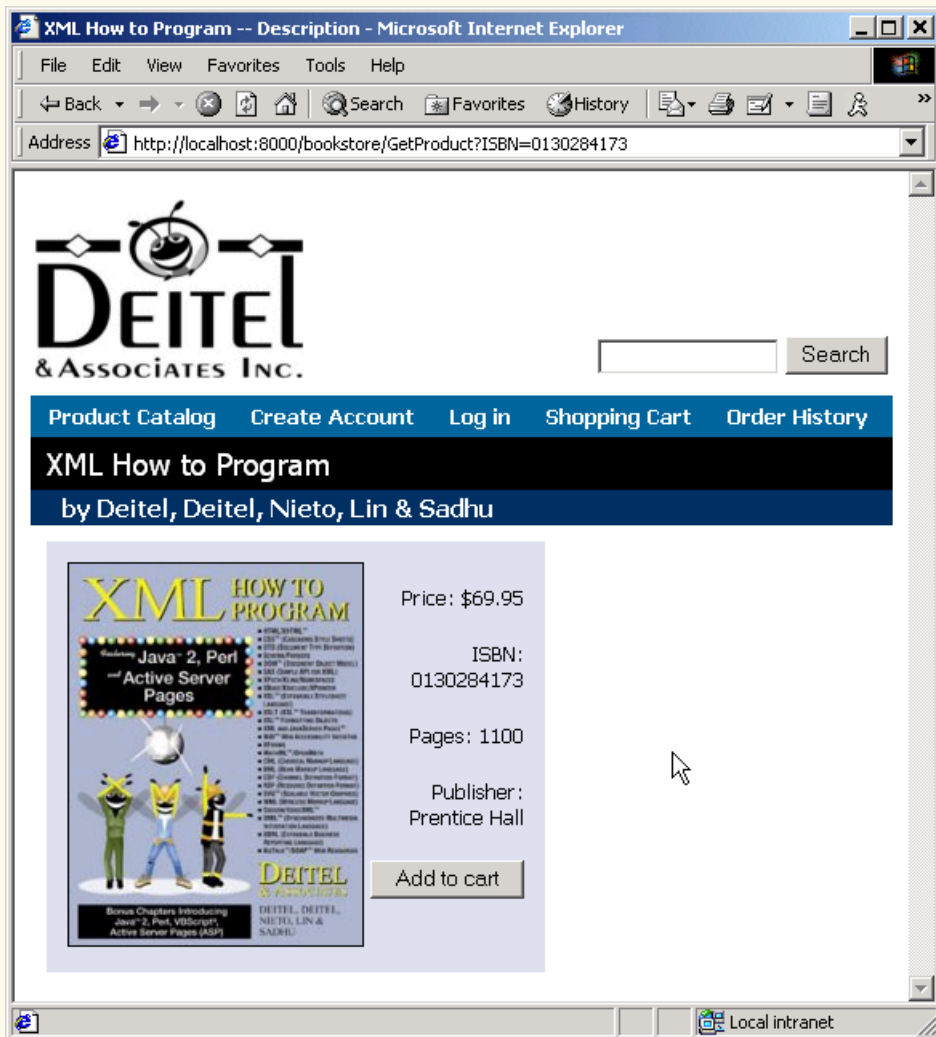 XML How to Program -- Description - Microsoft Internet Explorer
File Edit View Favorites Tools Help
Back Search Favorites History »
Address http://localhost:8000/bookstore/GetProduct?ISBN=0130284173
DEITEL
& ASSOCIATES INC.
Search
Product Catalog Create Account Log in Shopping Cart Order History
XML How to Program
by Deitel, Deitel, Nieto, Lin & Sadhu
XML HOW TO
PROGRAM
Java™ 2, Perl
and Active Server
Pages
DEITEL
& ASSOCIATES
Bonus Chapters Introducing
Java™ 2, Perl, VBScript®,
Active Server Pages (ASP)
DEITEL, DEITEL,
NIETO, LIN &
SADHU
Price: $69.95
ISBN:
0130284173
Pages: 1100
Publisher:
Prentice Hall
Add to cart
Local intranet